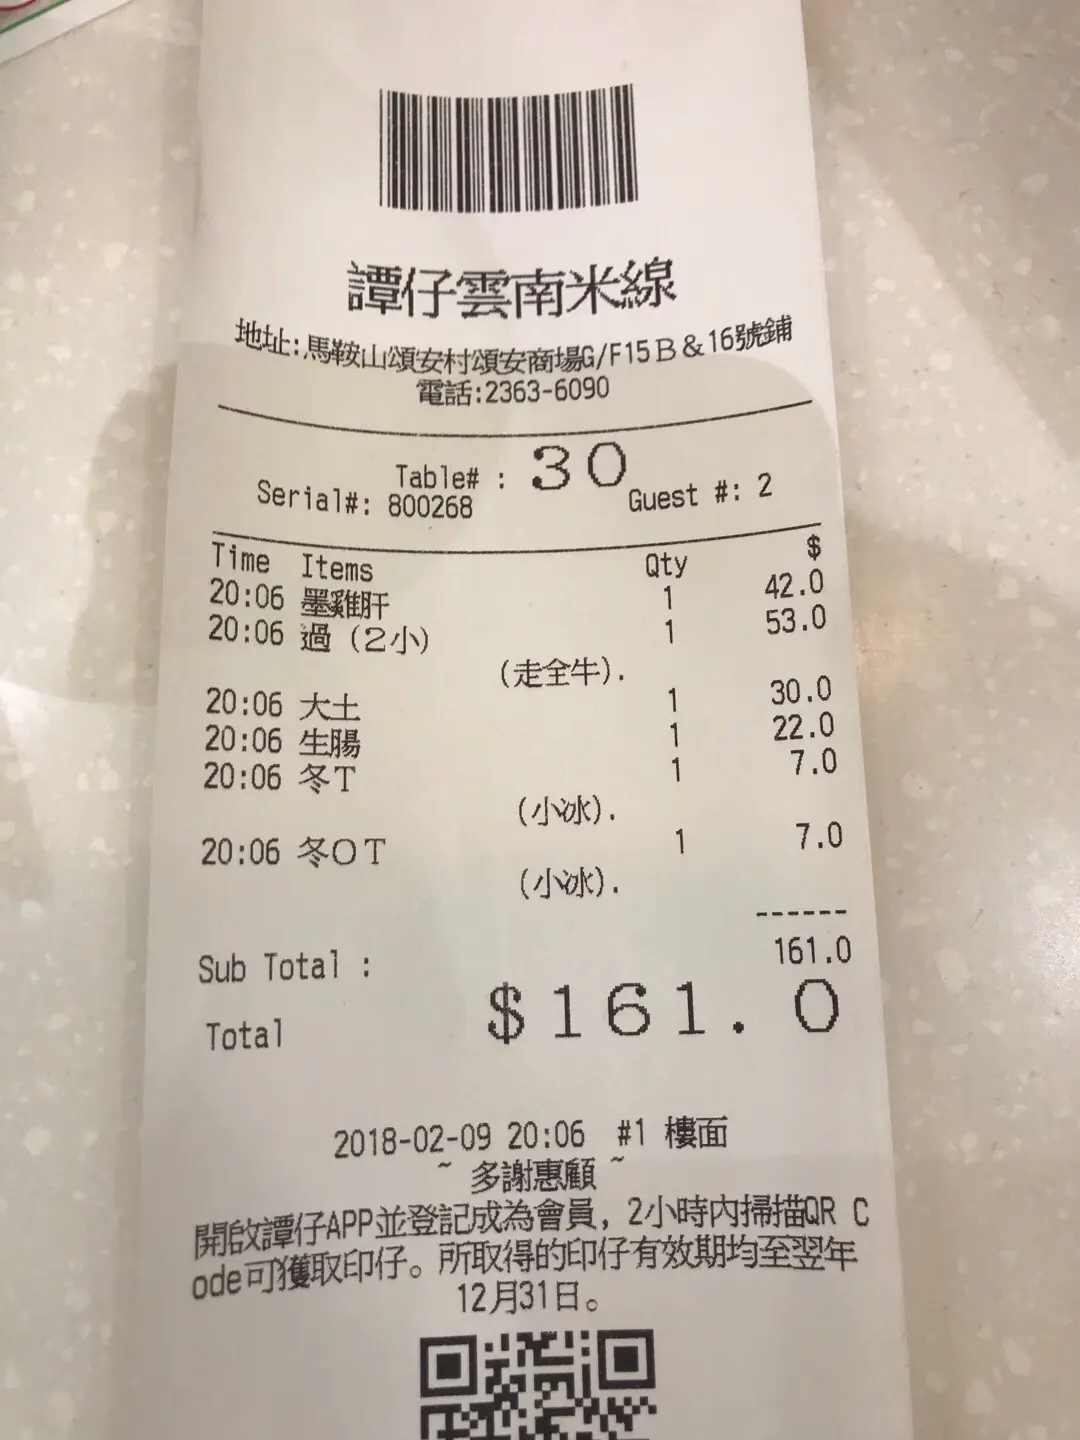 譚仔雲南米線
地址:馬鞍山頌安村頌安商場G/F15B&16號鋪
電話:2363-6090
Table# : 30
Serial#: 800268 Guest #: 2
Time Items Qty $
20:06 墨雞肝 1 42.0
20:06 過(2小) 1 53.0
(走全牛).
20:06 大土 1 30.0
20:06 生腸 1 22.0
20:06 冬T 1 7.0
(小冰).
20:06 冬OT 1 7.0
(小冰).
------
Sub Total : 161.0
Total $161.0
2018-02-09 20:06 #1 樓面
~ 多謝惠顧 ~
開啟譚仔APP並登記成為會員, 2小時內掃描QR C
ode可獲取印仔。所取得的印仔有效期均至翌年
12月31日。